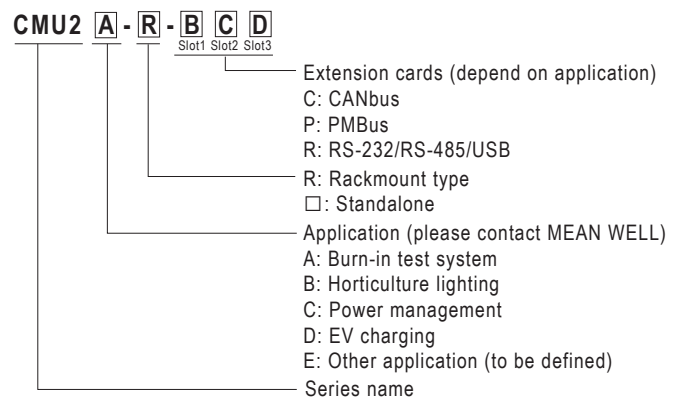 CMU2 A - R - B C D
Slot1 Slot2 Slot3
Extension cards (depend on application)
C: CANbus
P: PMBus
R: RS-232/RS-485/USB
R: Rackmount type
□: Standalone
Application (please contact MEAN WELL)
A: Burn-in test system
B: Horticulture lighting
C: Power management
D: EV charging
E: Other application (to be defined)
Series name